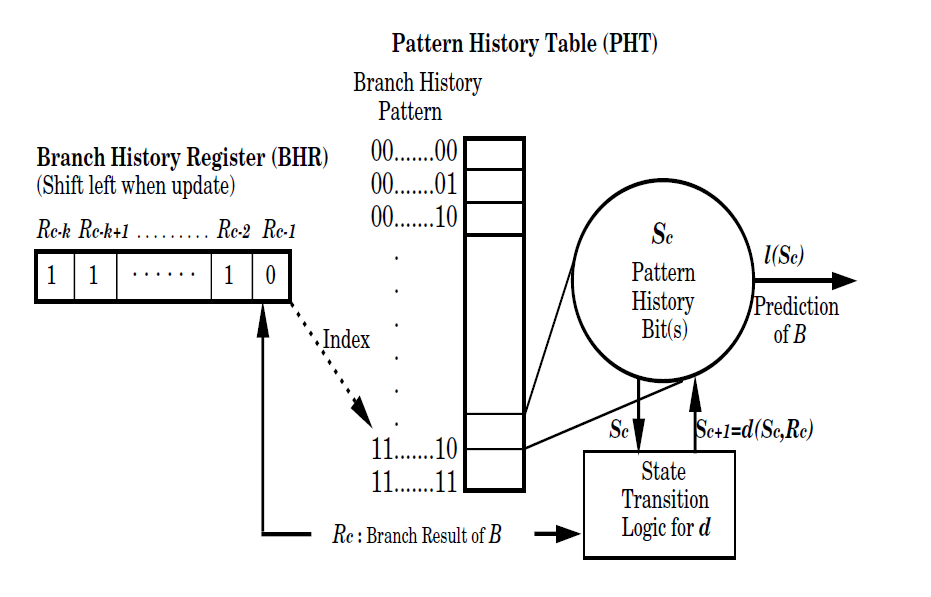 Pattern History Table (PHT)
Branch History
Pattern
00.......00
00.......01
00.......10
.
.
.
.
.
.
11.......10
11.......11
Branch History Register (BHR)
(Shift left when update)
Rc-k Rc-k+1 ......... Rc-2 Rc-1
1 1 ...... 1 0
Index
Sc
Pattern
History
Bit(s)
l(Sc)
Prediction
of B
Sc
Sc+1=d(Sc,Rc)
State
Transition
Logic for d
Rc : Branch Result of B